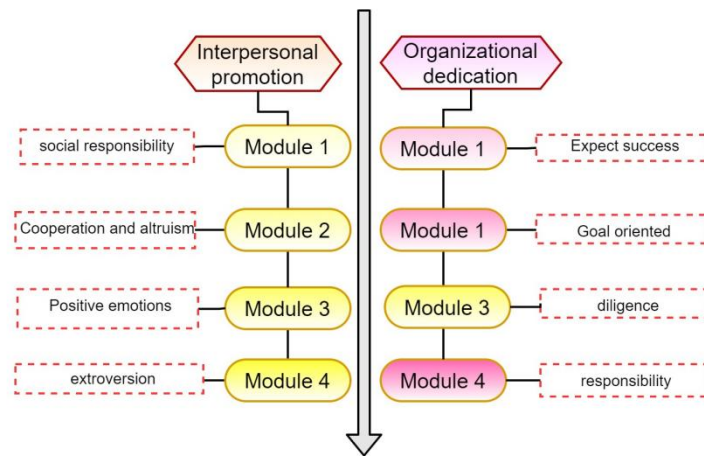 Interpersonal
promotion
Organizational
dedication
social responsibility
Module 1
Module 1
Expect success
Cooperation and altruism
Module 2
Module 1
Goal oriented
Positive emotions
Module 3
Module 3
diligence
extroversion
Module 4
Module 4
responsibility